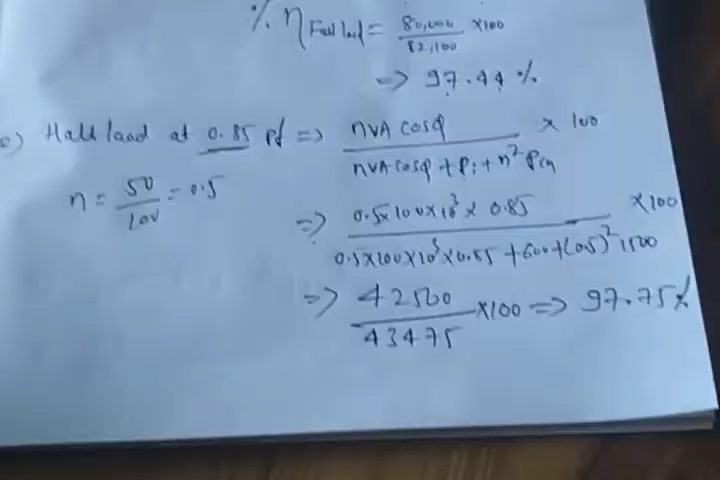 % η Full load = 80,000 / 82,100 ×100
=> 97.44 %
c) Half load at 0.85 Pf => nVA cosφ / nVA cosφ + Pi + n² Pcu × 100
n = 50 / 100 = 0.5
=> 0.5×100×10³ × 0.85 / 0.5×100×10³×0.85 + 600 + (0.5)² 1500 ×100
=> 42500 / 43475 ×100 => 97.75%